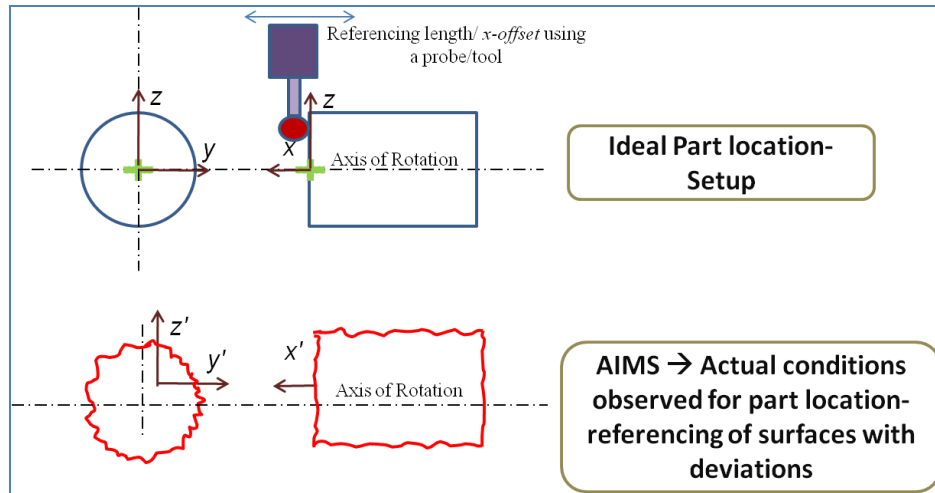 Referencing length/ x-offset using
a probe/tool
z
y
z
x
Axis of Rotation
Ideal Part location-
Setup
z'
y'
x'
Axis of Rotation
AIMS → Actual conditions
observed for part location-
referencing of surfaces with
deviations